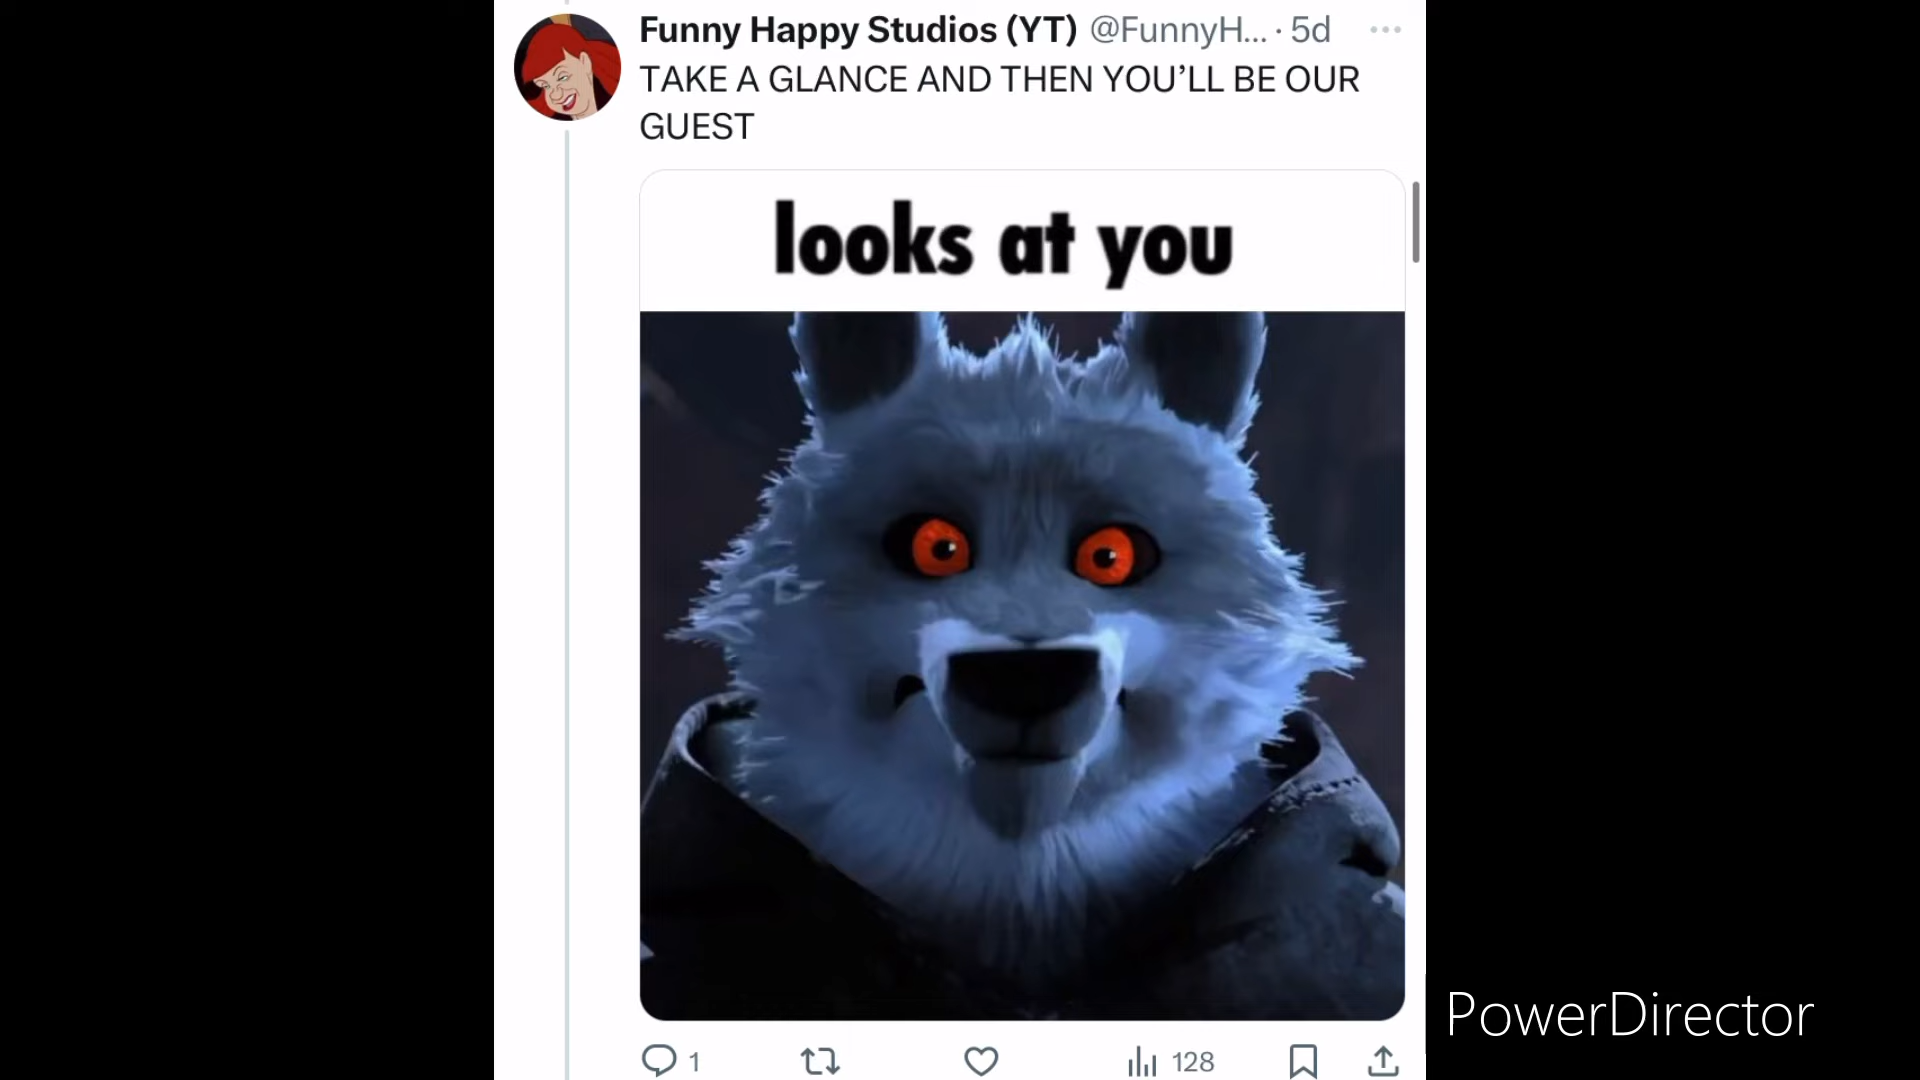 Funny Happy Studios (YT) @FunnyH... · 5d
TAKE A GLANCE AND THEN YOU’LL BE OUR
GUEST
looks at you
1
128
PowerDirector